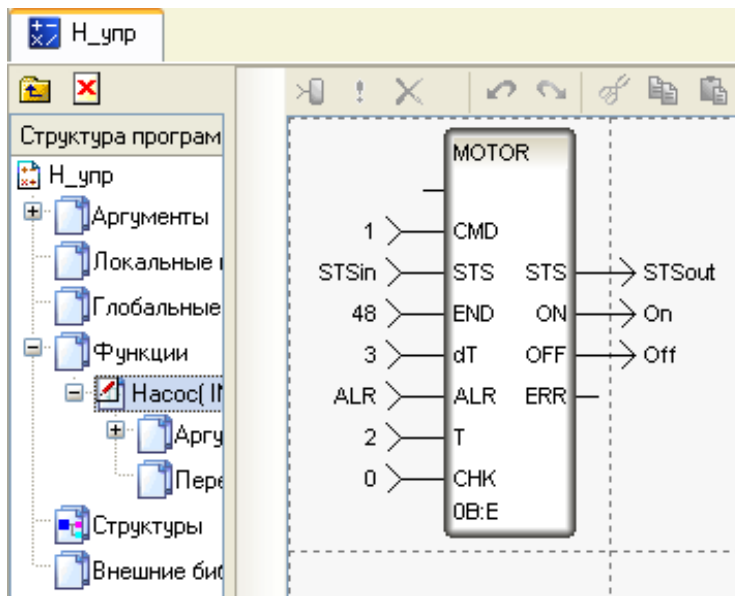 Н_упр
Структура програм
Н_упр
Аргументы
Локальные
Глобальные
Функции
Насос( IN
Аргу
Пере
Структуры
Внешние биб
MOTOR
1 CMD
STSin STS STS STSout
48 END ON On
3 dT OFF Off
ALR ALR ERR
2 T
0 CHK
0B:E